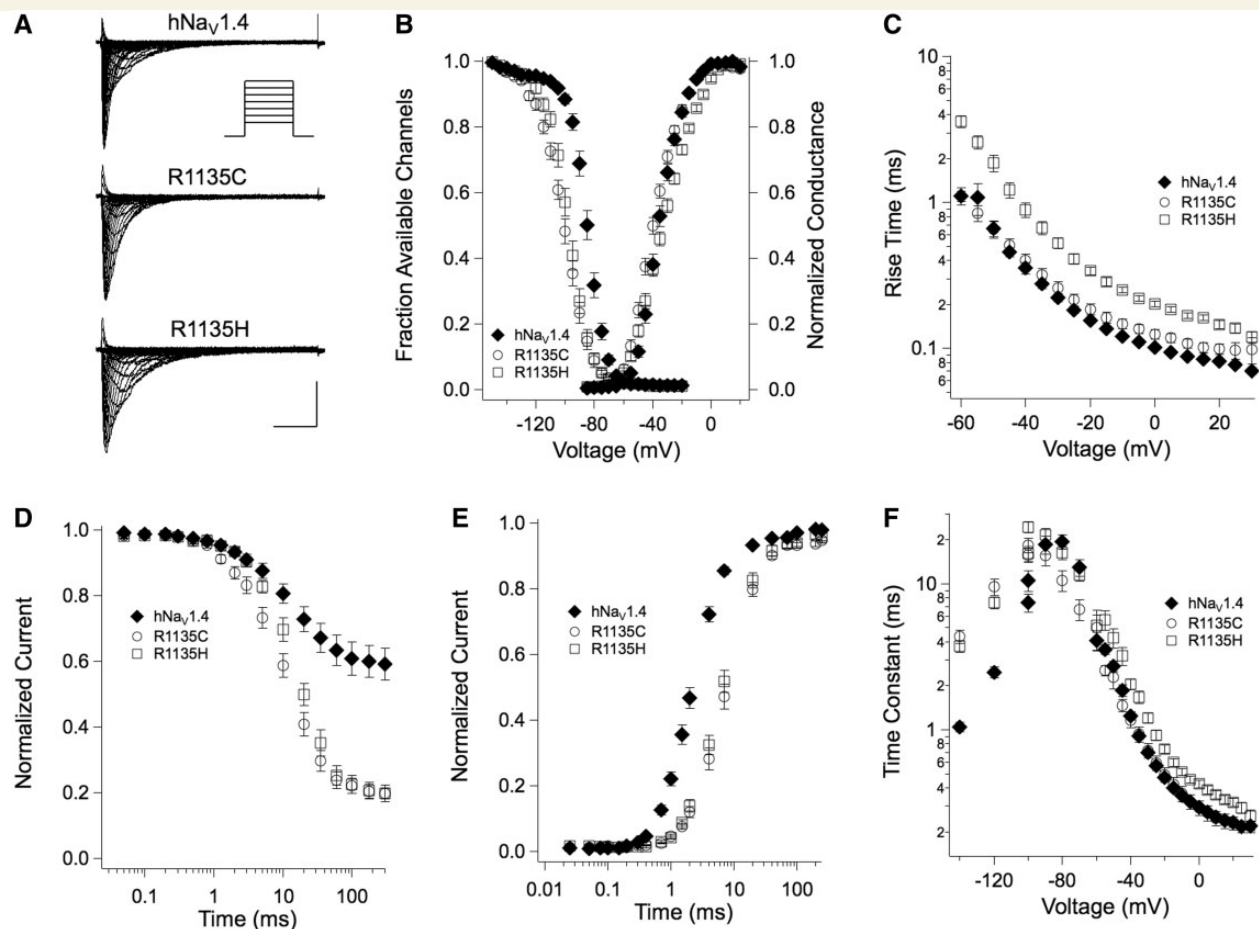 A
hNaV1.4
R1135C
R1135H
B
Fraction Available Channels
1.0
0.8
0.6
0.4
0.2
0.0
hNaV1.4
R1135C
R1135H
-120
-80
-40
0
Voltage (mV)
1.0
0.8
0.6
0.4
0.2
0.0
Normalized Conductance
C
Rise Time (ms)
10
8
6
4
2
1
8
6
4
2
0.1
8
6
hNaV1.4
R1135C
R1135H
-60
-40
-20
0
20
Voltage (mV)
D
Normalized Current
1.0
0.8
0.6
0.4
0.2
0.0
hNaV1.4
R1135C
R1135H
0.1
1
10
100
Time (ms)
E
Normalized Current
1.0
0.8
0.6
0.4
0.2
0.0
hNaV1.4
R1135C
R1135H
0.01
0.1
1
10
100
Time (ms)
F
Time Constant (ms)
2
10
8
6
4
2
1
8
6
4
2
hNaV1.4
R1135C
R1135H
-120
-80
-40
0
Voltage (mV)